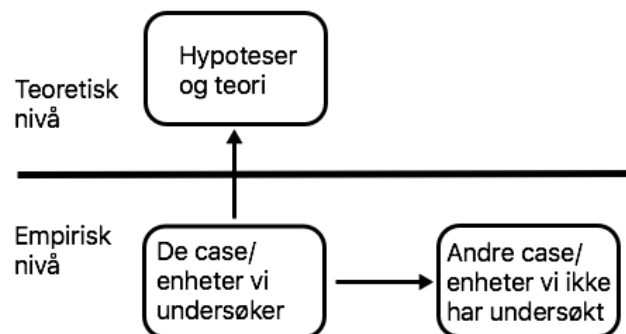 Hypoteser
og teori
Teoretisk
nivå
Empirisk
nivå
De case/
enheter vi
undersøker
Andre case/
enheter vi ikke
har undersøkt